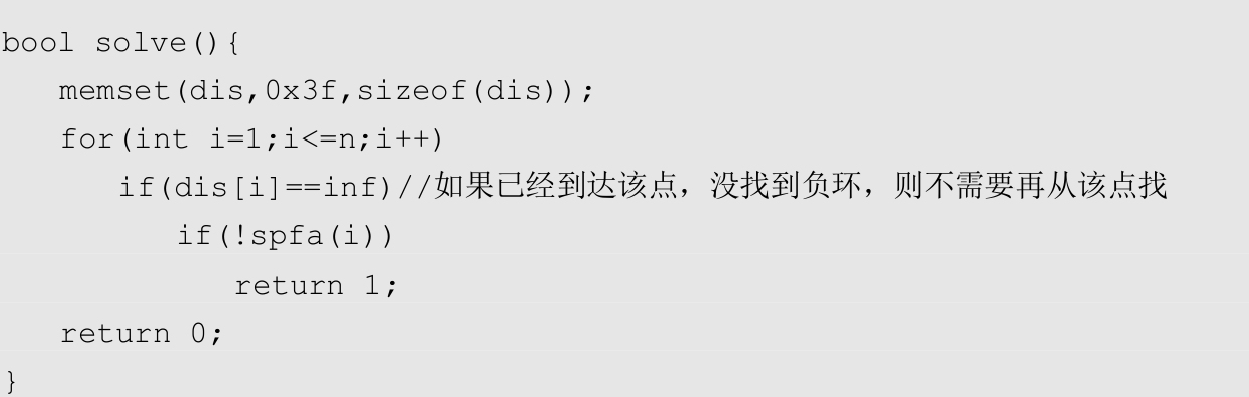 bool solve(){
memset(dis,0x3f,sizeof(dis));
for(int i=1;i<=n;i++)
if(dis[i]==inf)//如果已经到达该点，没找到负环，则不需要再从该点找
if(!spfa(i))
return 1;
return 0;
}